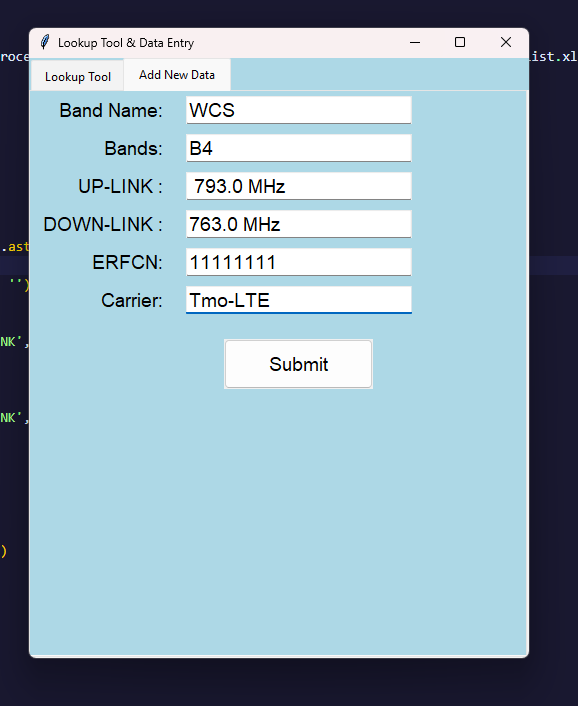 Lookup Tool & Data Entry
roce
ist.xl
Lookup Tool
Add New Data
Band Name: WCS
Bands: B4
UP-LINK : 793.0 MHz
DOWN-LINK : 763.0 MHz
.ast
ERFCN: 11111111
'')
Carrier: Tmo-LTE
NK',
Submit
NK',
)